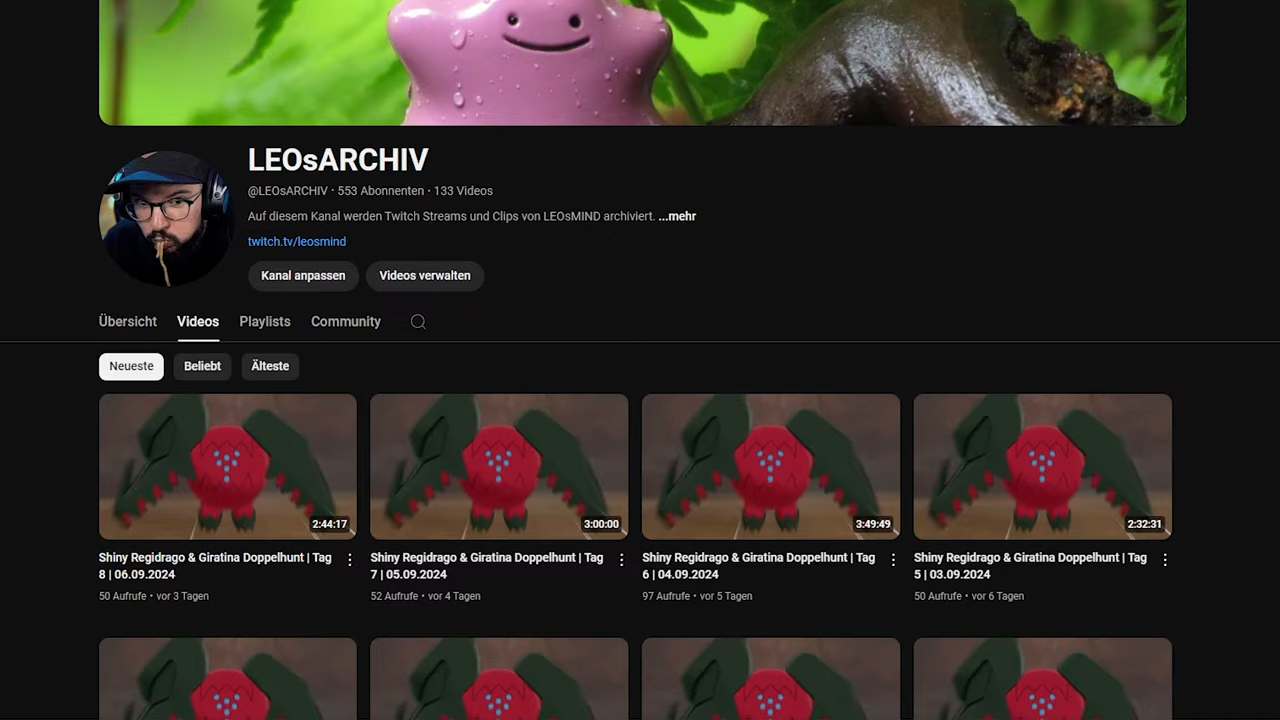 LEOsARCHIV
@LEOsARCHIV · 553 Abonnenten · 133 Videos
Auf diesem Kanal werden Twitch Streams und Clips von LEOsMIND archiviert. ...mehr
twitch.tv/leosmind
Kanal anpassen Videos verwalten
Übersicht Videos Playlists Community
Neueste Beliebt Älteste
2:44:17 3:00:00 3:49:49 2:32:31
Shiny Regidrago & Giratina Doppelhunt | Tag
8 | 06.09.2024
50 Aufrufe • vor 3 Tagen
Shiny Regidrago & Giratina Doppelhunt | Tag
7 | 05.09.2024
52 Aufrufe • vor 4 Tagen
Shiny Regidrago & Giratina Doppelhunt | Tag
6 | 04.09.2024
97 Aufrufe • vor 5 Tagen
Shiny Regidrago & Giratina Doppelhunt | Tag
5 | 03.09.2024
50 Aufrufe • vor 6 Tagen